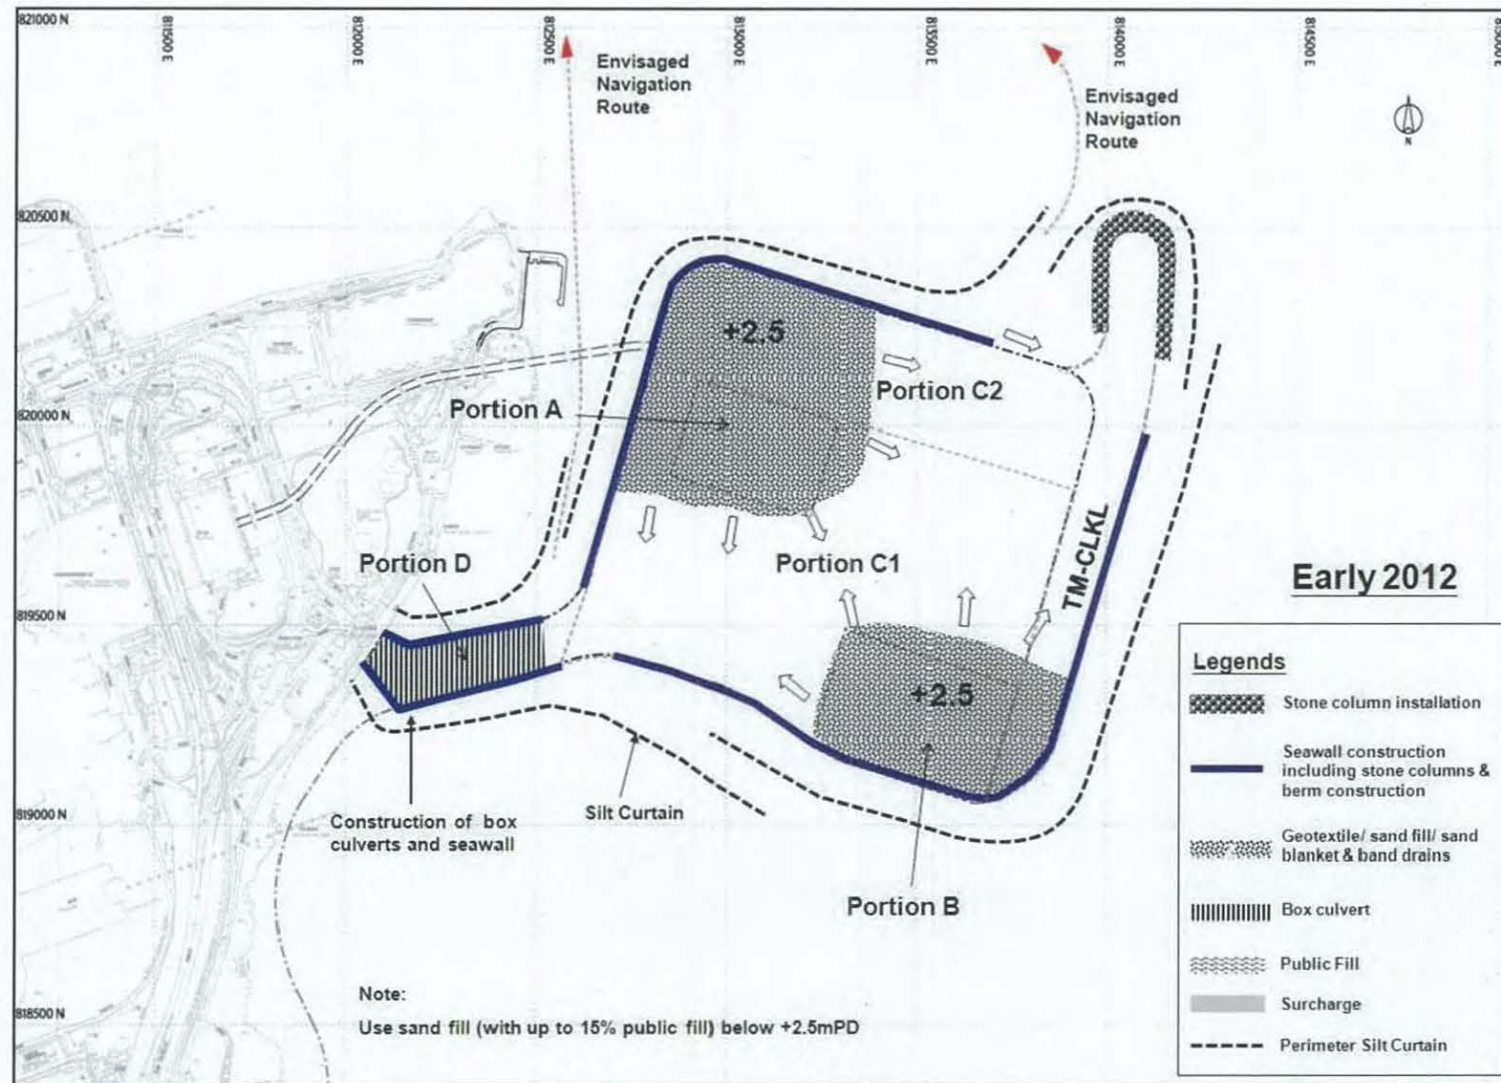 821000 N
811500 E
812000 E
812500 E
813000 E
813500 E
814000 E
814500 E
Envisaged
Navigation
Route
Envisaged
Navigation
Route
N
820500 N
+2.5
Portion C2
Portion A
820000 N
Portion D
Portion C1
TM-CLKL
Early 2012
819500 N
+2.5
Construction of box
culverts and seawall
Silt Curtain
819000 N
Portion B
Note:
Use sand fill (with up to 15% public fill) below +2.5mPD
818500 N
Legends
Stone column installation
Seawall construction
including stone columns &
berm construction
Geotextile/ sand fill/ sand
blanket & band drains
Box culvert
Public Fill
Surcharge
Perimeter Silt Curtain